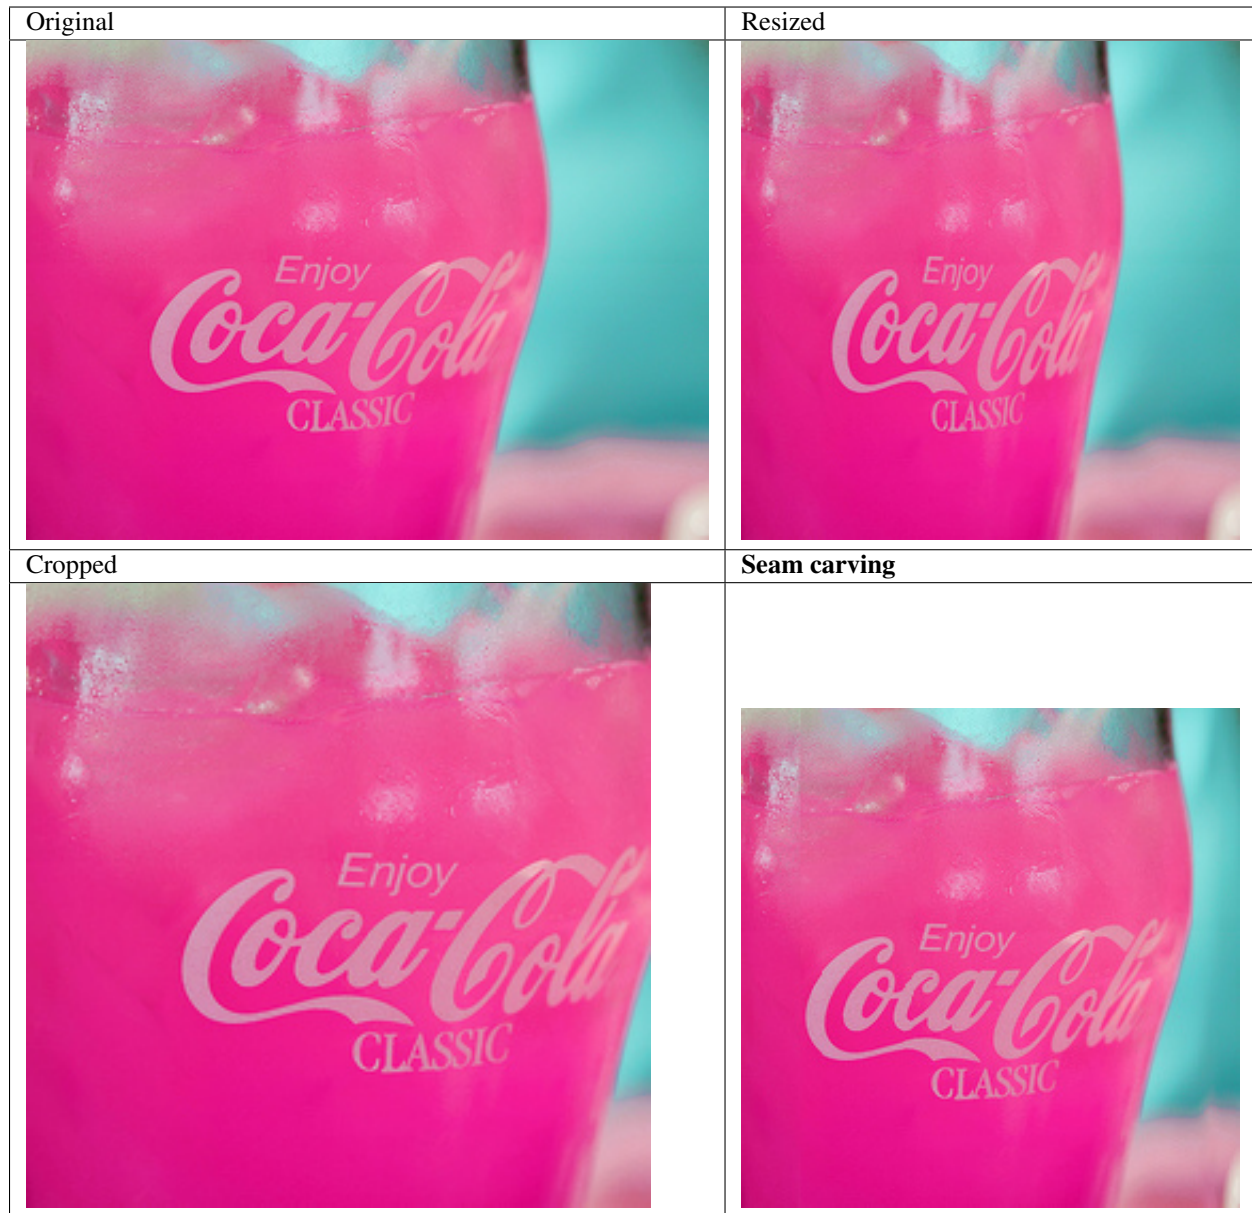 Original
Resized
Enjoy
Coca-Cola
CLASSIC
Enjoy
Coca-Cola
CLASSIC
Cropped
Seam carving
Enjoy
Coca-Cola
CLASSIC
Enjoy
Coca-Cola
CLASSIC